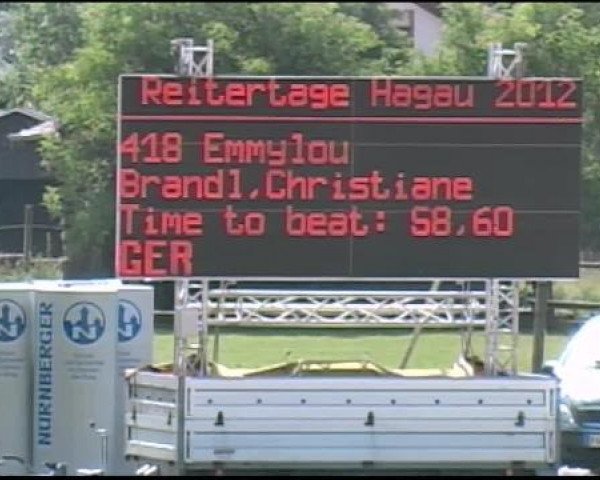 Reitertage Hagau 2012
418 Emmylou
Brandl,Christiane
Time to beat: 58,60
GER
NÜRNBERGER